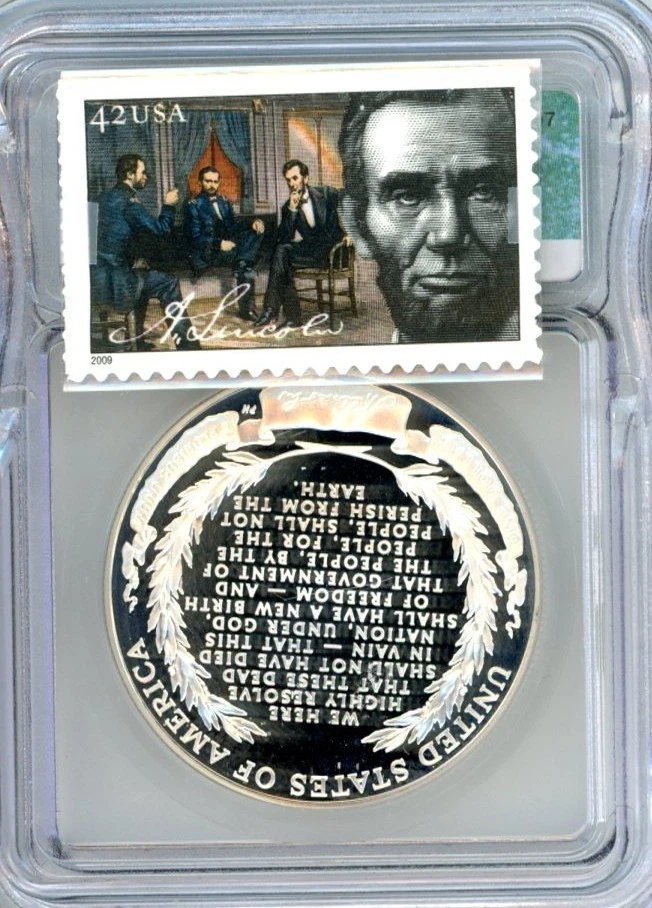 42USA
A. Lincoln
2009
7
PH
UNITED STATES OF AMERICA
WE HERE
HIGHLY RESOLVE
THAT THESE DEAD
SHALL NOT HAVE DIED
IN VAIN — THAT THIS
NATION, UNDER GOD,
SHALL HAVE A NEW BIRTH
OF FREEDOM — AND
THAT GOVERNMENT OF
THE PEOPLE, BY THE
PEOPLE, FOR THE
PEOPLE, SHALL NOT
PERISH FROM THE
EARTH.